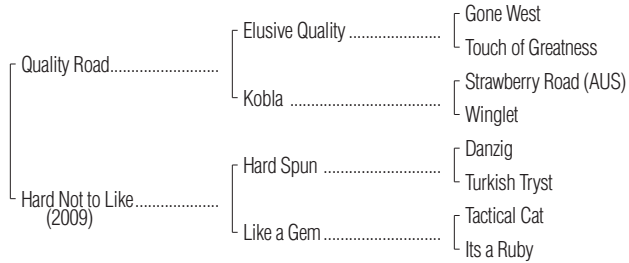 Gone West
Elusive Quality ....................
Touch of Greatness
Quality Road........................
Strawberry Road (AUS)
Kobla .................................
Winglet
Danzig
Hard Spun ..........................
Turkish Tryst
Hard Not to Like..................
(2009)
Tactical Cat
Like a Gem..........................
Its a Ruby